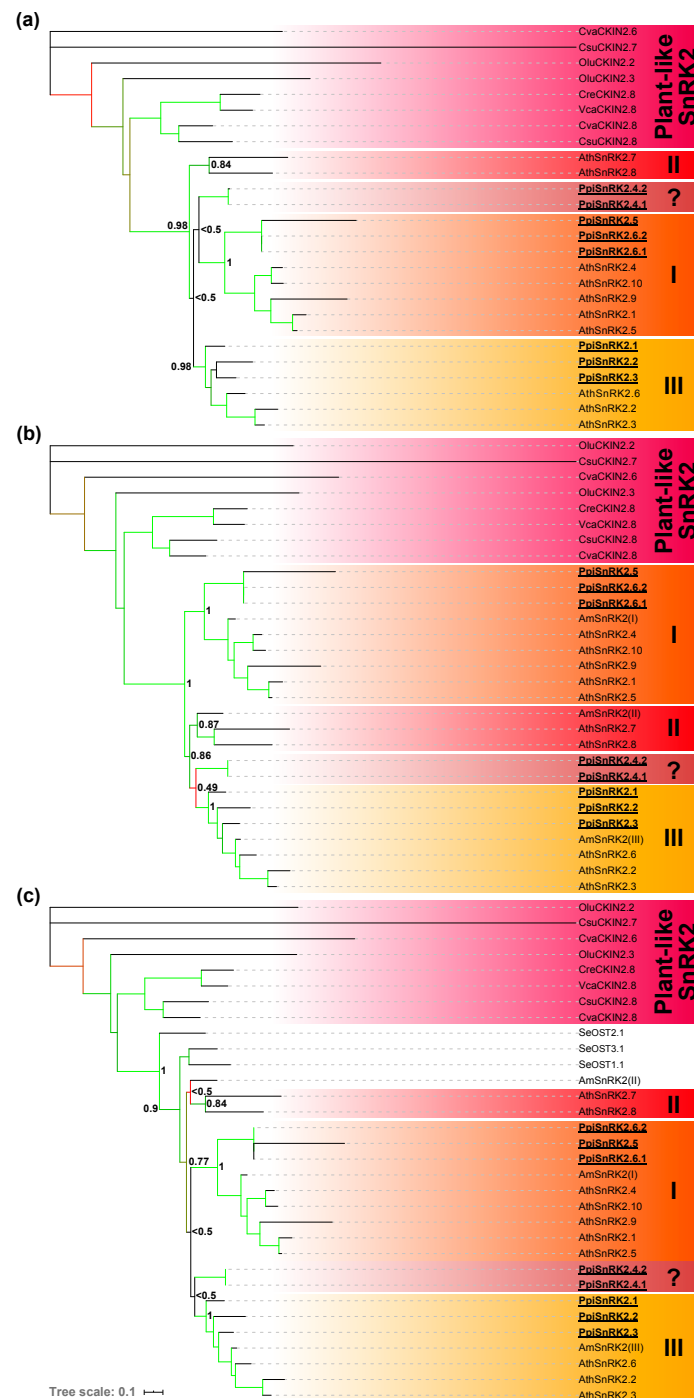 (a)
CvaCKIN2.6
CsuCKIN2.7
OluCKIN2.2
OluCKIN2.3
CreCKIN2.8
VcaCKIN2.8
CvaCKIN2.8
CsuCKIN2.8
Plant-like
SnRK2
AthSnRK2.7
0.84
AthSnRK2.8
II
PpiSnRK2.4.2
PpiSnRK2.4.1
?
0.98
<0.5
PpiSnRK2.5
PpiSnRK2.6.2
PpiSnRK2.6.1
1
AthSnRK2.4
AthSnRK2.10
I
<0.5
AthSnRK2.9
AthSnRK2.1
AthSnRK2.5
PpiSnRK2.1
PpiSnRK2.2
0.98
PpiSnRK2.3
III
AthSnRK2.6
AthSnRK2.2
AthSnRK2.3
(b)
OluCKIN2.2
CsuCKIN2.7
CvaCKIN2.6
OluCKIN2.3
CreCKIN2.8
VcaCKIN2.8
CsuCKIN2.8
CvaCKIN2.8
Plant-like
SnRK2
PpiSnRK2.5
PpiSnRK2.6.2
1
PpiSnRK2.6.1
AmSnRK2(I)
AthSnRK2.4
I
AthSnRK2.10
AthSnRK2.9
1
AthSnRK2.1
AthSnRK2.5
AmSnRK2(II)
0.87
AthSnRK2.7
II
AthSnRK2.8
0.86
PpiSnRK2.4.2
PpiSnRK2.4.1
?
0.49
PpiSnRK2.1
1
PpiSnRK2.2
PpiSnRK2.3
AmSnRK2(III)
III
AthSnRK2.6
AthSnRK2.2
AthSnRK2.3
(c)
OluCKIN2.2
CsuCKIN2.7
CvaCKIN2.6
OluCKIN2.3
CreCKIN2.8
VcaCKIN2.8
CsuCKIN2.8
CvaCKIN2.8
Plant-like
SnRK2
SeOST2.1
SeOST3.1
SeOST1.1
1
AmSnRK2(II)
<0.5
AthSnRK2.7
0.84
II
0.9
AthSnRK2.8
PpiSnRK2.6.2
PpiSnRK2.5
PpiSnRK2.6.1
0.77
1
AmSnRK2(I)
AthSnRK2.4
I
AthSnRK2.10
AthSnRK2.9
<0.5
AthSnRK2.1
AthSnRK2.5
PpiSnRK2.4.2
PpiSnRK2.4.1
?
<0.5
PpiSnRK2.1
1
PpiSnRK2.2
PpiSnRK2.3
AmSnRK2(III)
III
AthSnRK2.6
AthSnRK2.2
AthSnRK2.3
Tree scale: 0.1